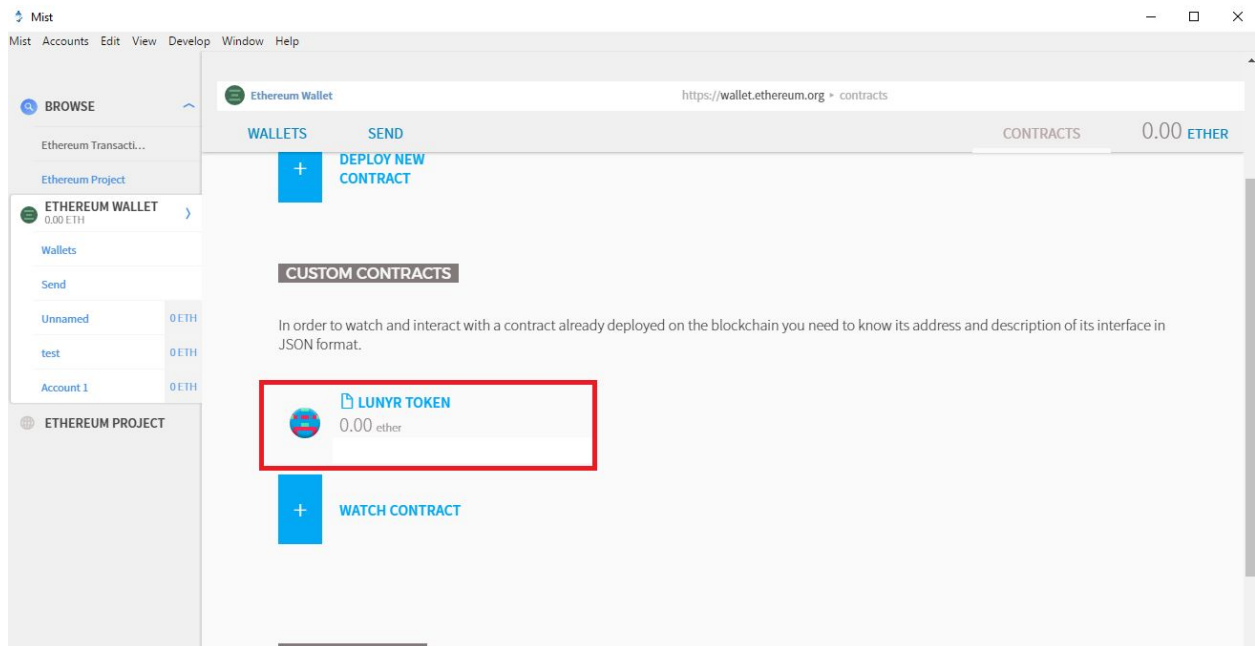 Mist
Mist Accounts Edit View Develop Window Help
BROWSE
Ethereum Transacti...
Ethereum Project
ETHEREUM WALLET
0.00 ETH
Wallets
Send
Unnamed 0 ETH
test 0 ETH
Account 1 0 ETH
ETHEREUM PROJECT
Ethereum Wallet https://wallet.ethereum.org ▸ contracts
WALLETS SEND CONTRACTS 0.00 ETHER
+ DEPLOY NEW
CONTRACT
CUSTOM CONTRACTS
In order to watch and interact with a contract already deployed on the blockchain you need to know its address and description of its interface in
JSON format.
LUNYR TOKEN
0.00 ether
+ WATCH CONTRACT